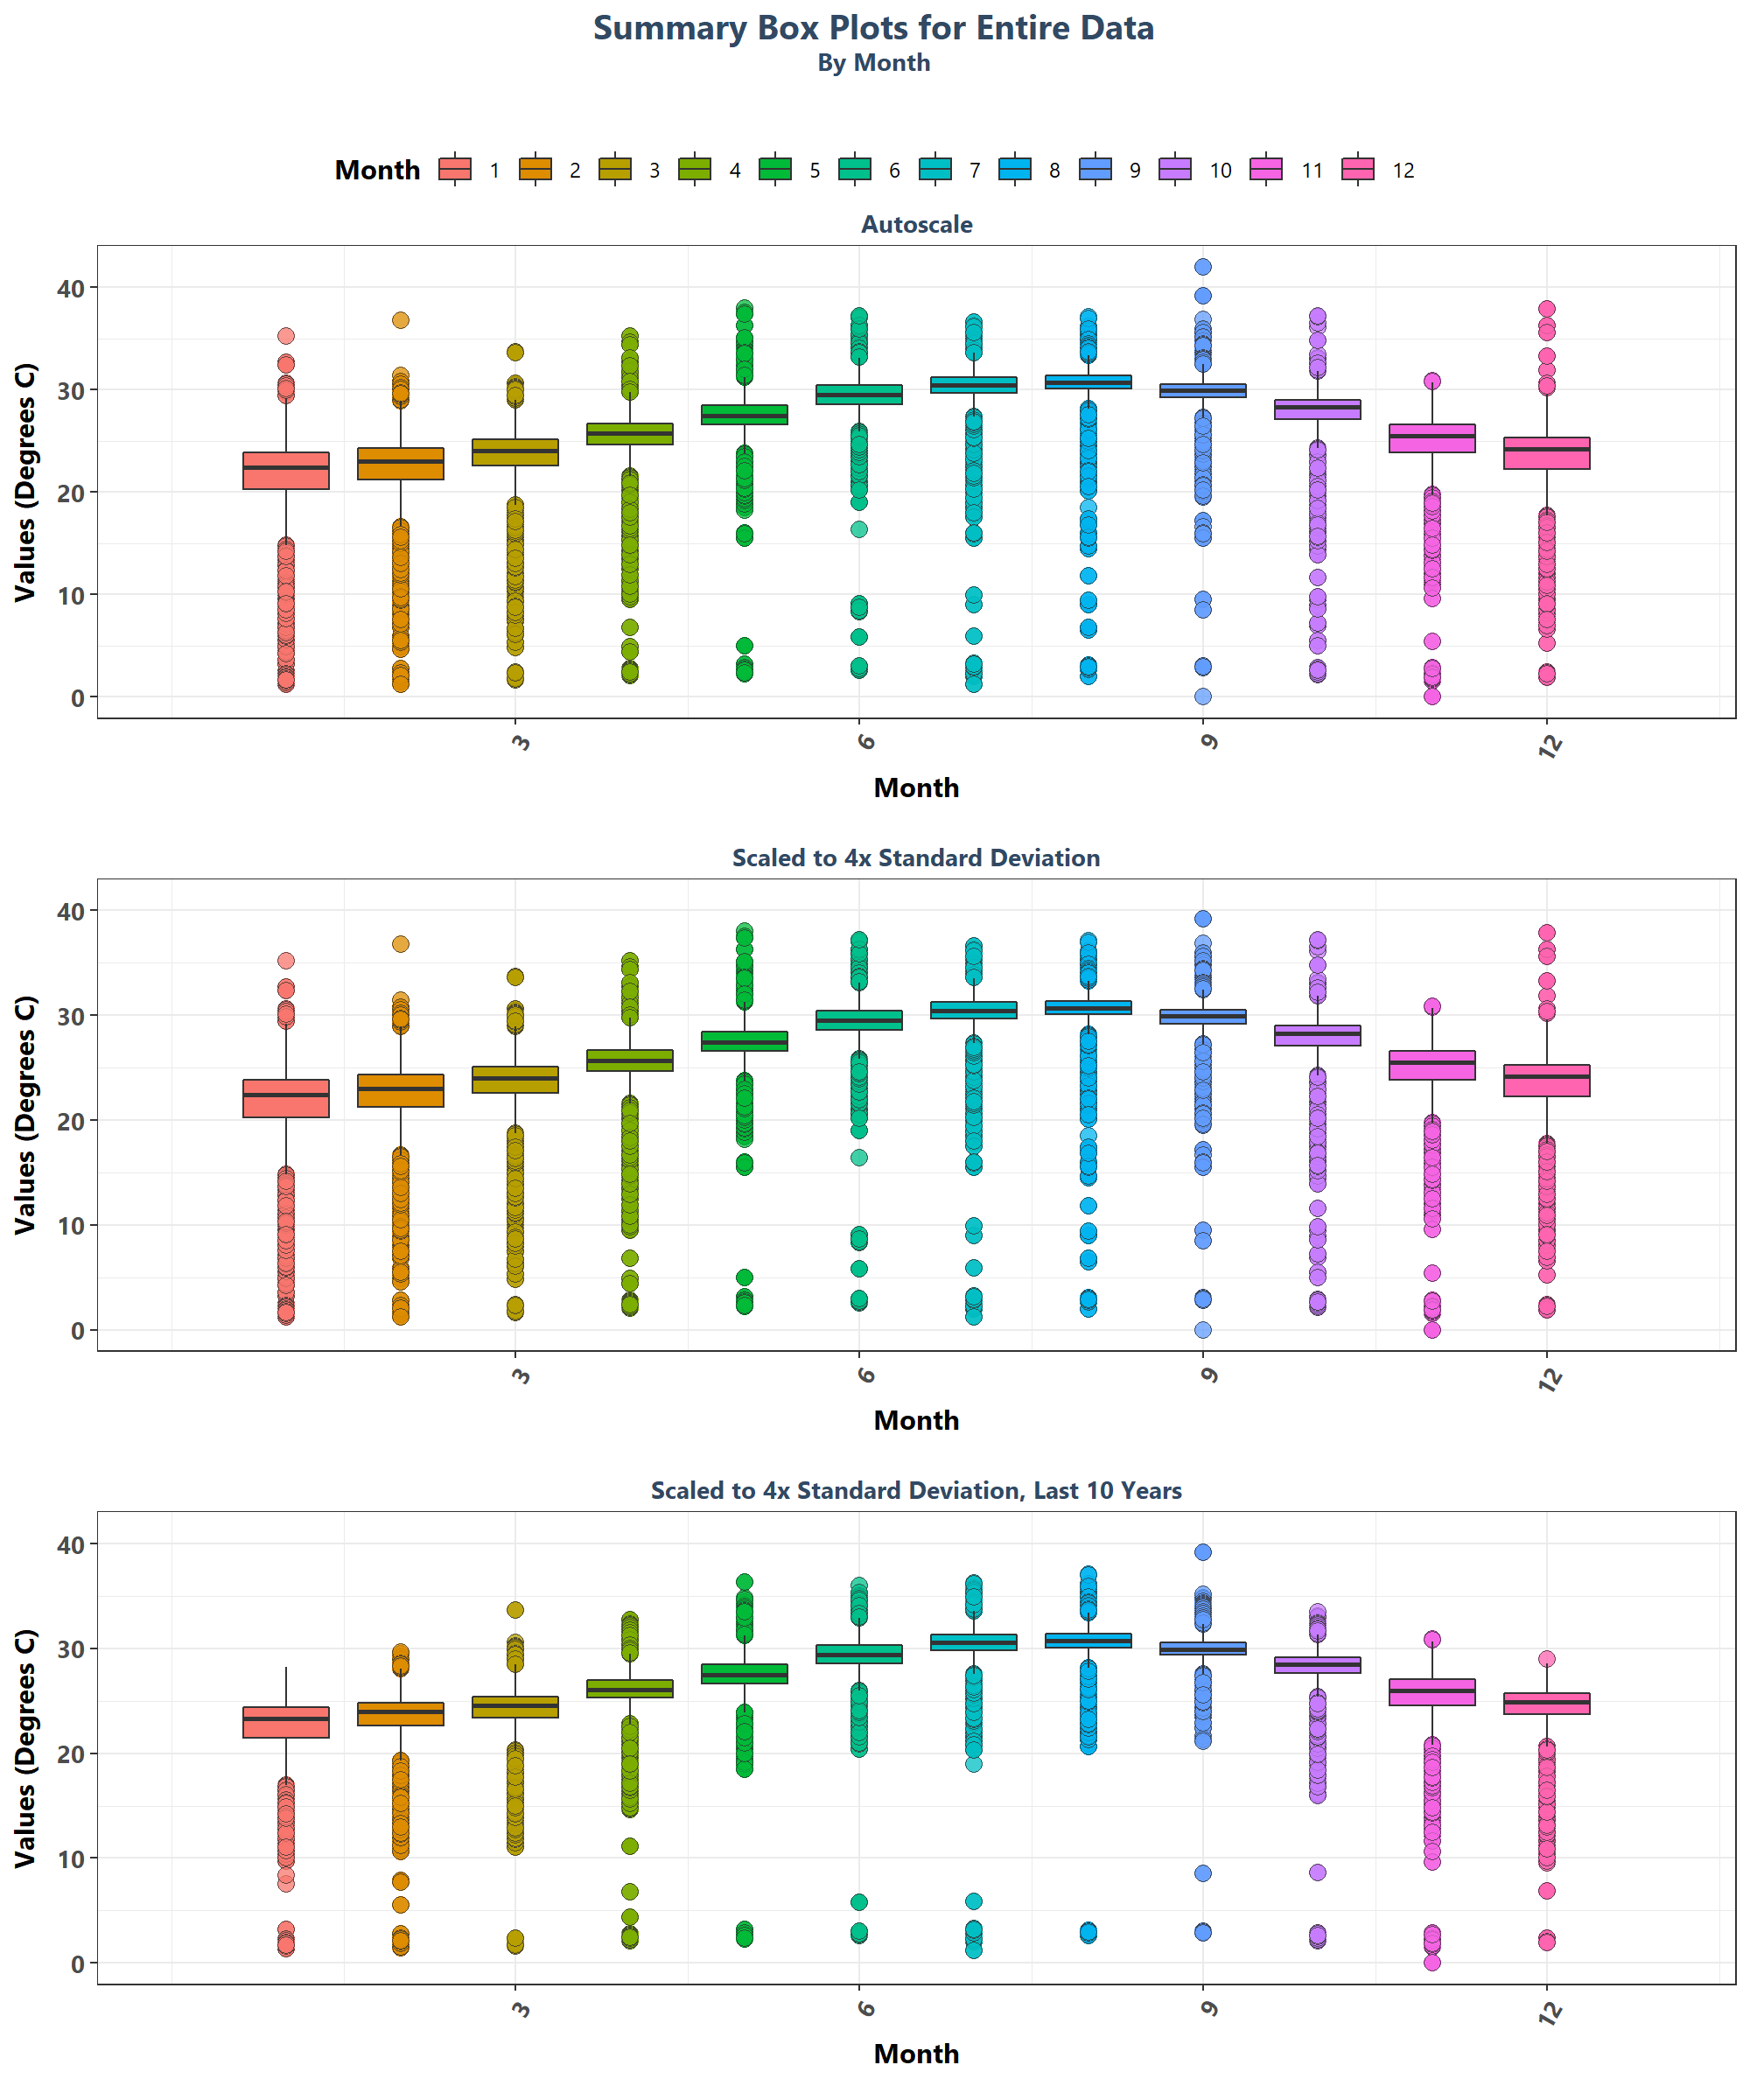 Summary Box Plots for Entire Data
By Month
Month 1 2 3 4 5 6 7 8 9 10 11 12
Autoscale
Values (Degrees C)
40
30
20
10
0
3 6 9 12
Month
Scaled to 4x Standard Deviation
Values (Degrees C)
40
30
20
10
0
3 6 9 12
Month
Scaled to 4x Standard Deviation, Last 10 Years
Values (Degrees C)
40
30
20
10
0
3 6 9 12
Month